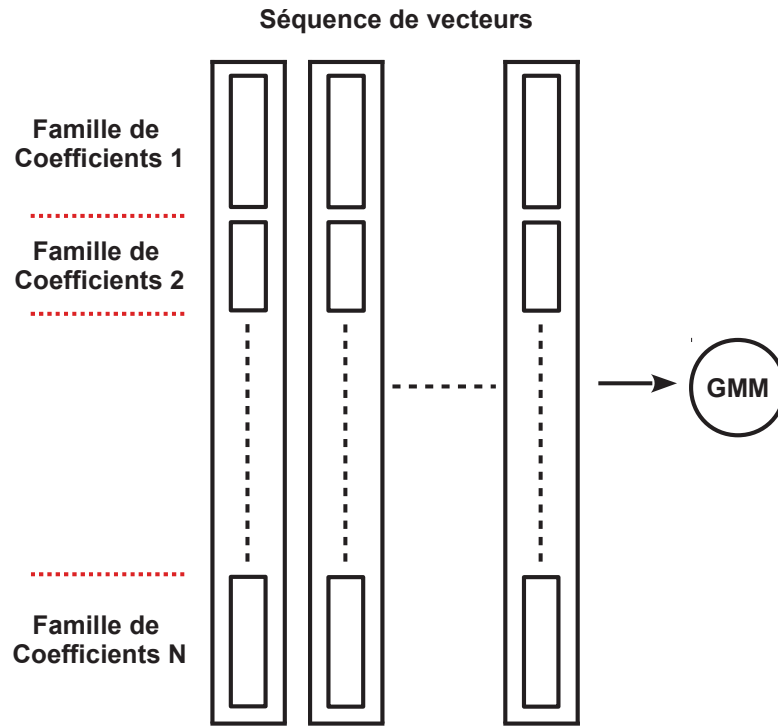 Séquence de vecteurs
Famille de
Coefficients 1
Famille de
Coefficients 2
GMM
Famille de
Coefficients N